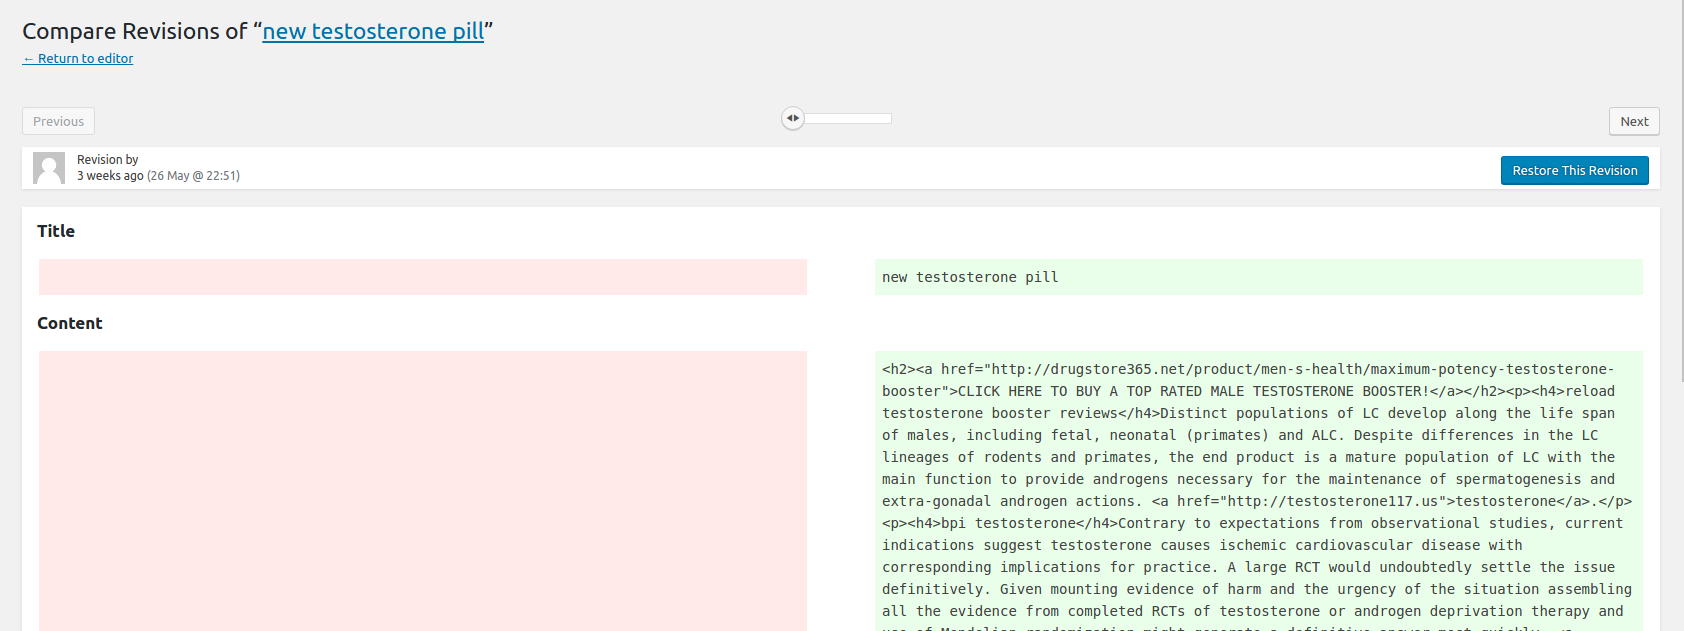 Compare Revisions of “new testosterone pill”
← Return to editor
Previous
Next
Revision by
3 weeks ago (26 May @ 22:51)
Restore This Revision
Title
new testosterone pill
Content
<h2><a href="http://drugstore365.net/product/men-s-health/maximum-potency-testosterone-
booster">CLICK HERE TO BUY A TOP RATED MALE TESTOSTERONE BOOSTER!</a></h2><p><h4>reload
testosterone booster reviews</h4>Distinct populations of LC develop along the life span
of males, including fetal, neonatal (primates) and ALC. Despite differences in the LC
lineages of rodents and primates, the end product is a mature population of LC with the
main function to provide androgens necessary for the maintenance of spermatogenesis and
extra-gonadal androgen actions. <a href="http://testosterone117.us">testosterone</a>.</p>
<p><h4>bpi testosterone</h4>Contrary to expectations from observational studies, current
indications suggest testosterone causes ischemic cardiovascular disease with
corresponding implications for practice. A large RCT would undoubtedly settle the issue
definitively. Given mounting evidence of harm and the urgency of the situation assembling
all the evidence from completed RCTs of testosterone or androgen deprivation therapy and